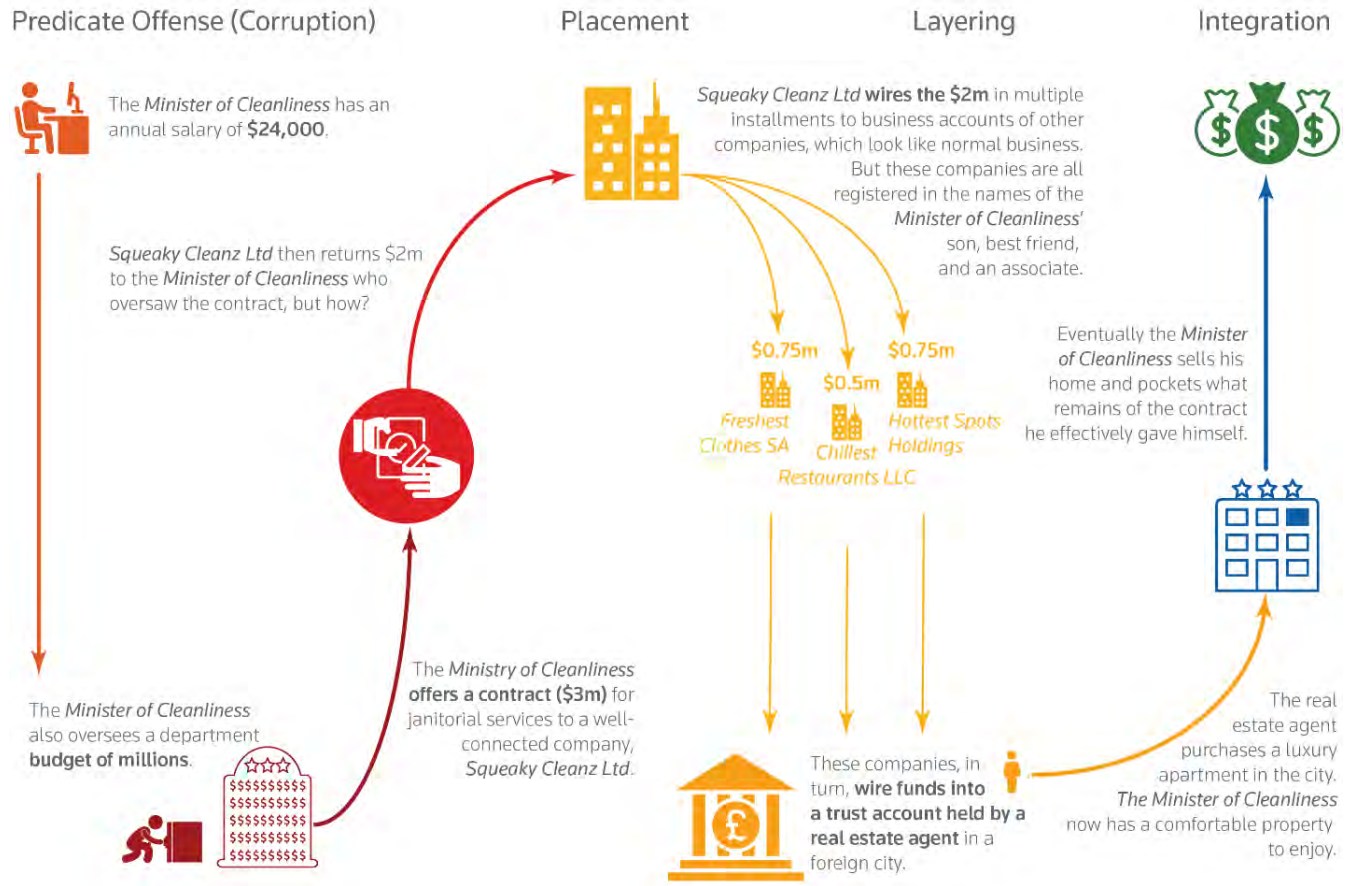 Predicate Offense (Corruption)
Placement
Layering
Integration
The Minister of Cleanliness has an
annual salary of $24,000.
Squeaky Cleanz Ltd then returns $2m
to the Minister of Cleanliness who
oversaw the contract, but how?
The Minister of Cleanliness
also oversees a department
budget of millions.
$$$$$$$$$$
$$$$$$$$$$
$$$$$$$$$$
$$$$$$$$$$
$$$$$$$$$$
$$$$$$$$$$
The Ministry of Cleanliness
offers a contract ($3m) for
janitorial services to a well-
connected company,
Squeaky Cleanz Ltd.
Squeaky Cleanz Ltd wires the $2m in multiple
installments to business accounts of other
companies, which look like normal business.
But these companies are all
registered in the names of the
Minister of Cleanliness'
son, best friend,
and an associate.
$0.75m
Freshest
Clothes SA
$0.5m
Chillest
Restaurants LLC
$0.75m
Hottest Spots
Holdings
£
These companies, in
turn, wire funds into
a trust account held by a
real estate agent in a
foreign city.
The real
estate agent
purchases a luxury
apartment in the city.
The Minister of Cleanliness
now has a comfortable property
to enjoy.
Eventually the Minister
of Cleanliness sells his
home and pockets what
remains of the contract
he effectively gave himself.
$ $ $